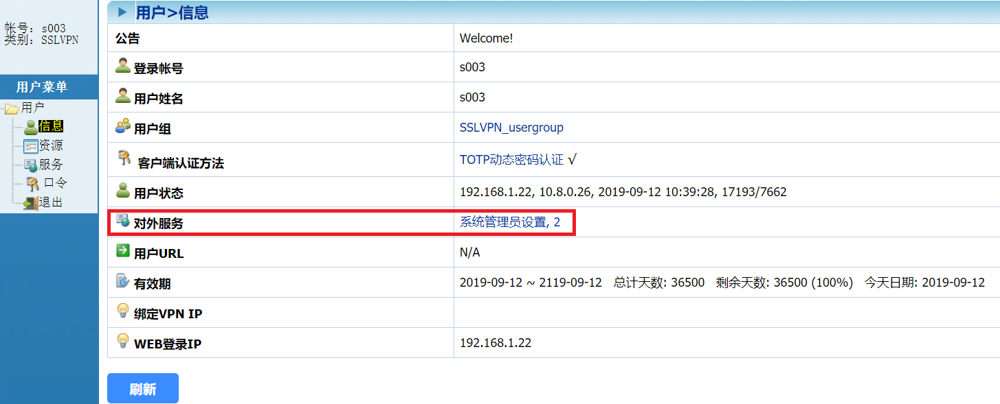 帐号: s003
类别: SSLVPN
用户菜单
用户
信息
资源
服务
口令
退出
用户>信息
公告 Welcome!
登录帐号 s003
用户姓名 s003
用户组 SSLVPN_usergroup
客户端认证方法 TOTP动态密码认证 √
用户状态 192.168.1.22, 10.8.0.26, 2019-09-12 10:39:28, 17193/7662
对外服务 系统管理员设置, 2
用户URL N/A
有效期 2019-09-12 ~ 2119-09-12 总计天数: 36500 剩余天数: 36500 (100%) 今天日期: 2019-09-12
绑定VPN IP
WEB登录IP 192.168.1.22
刷新